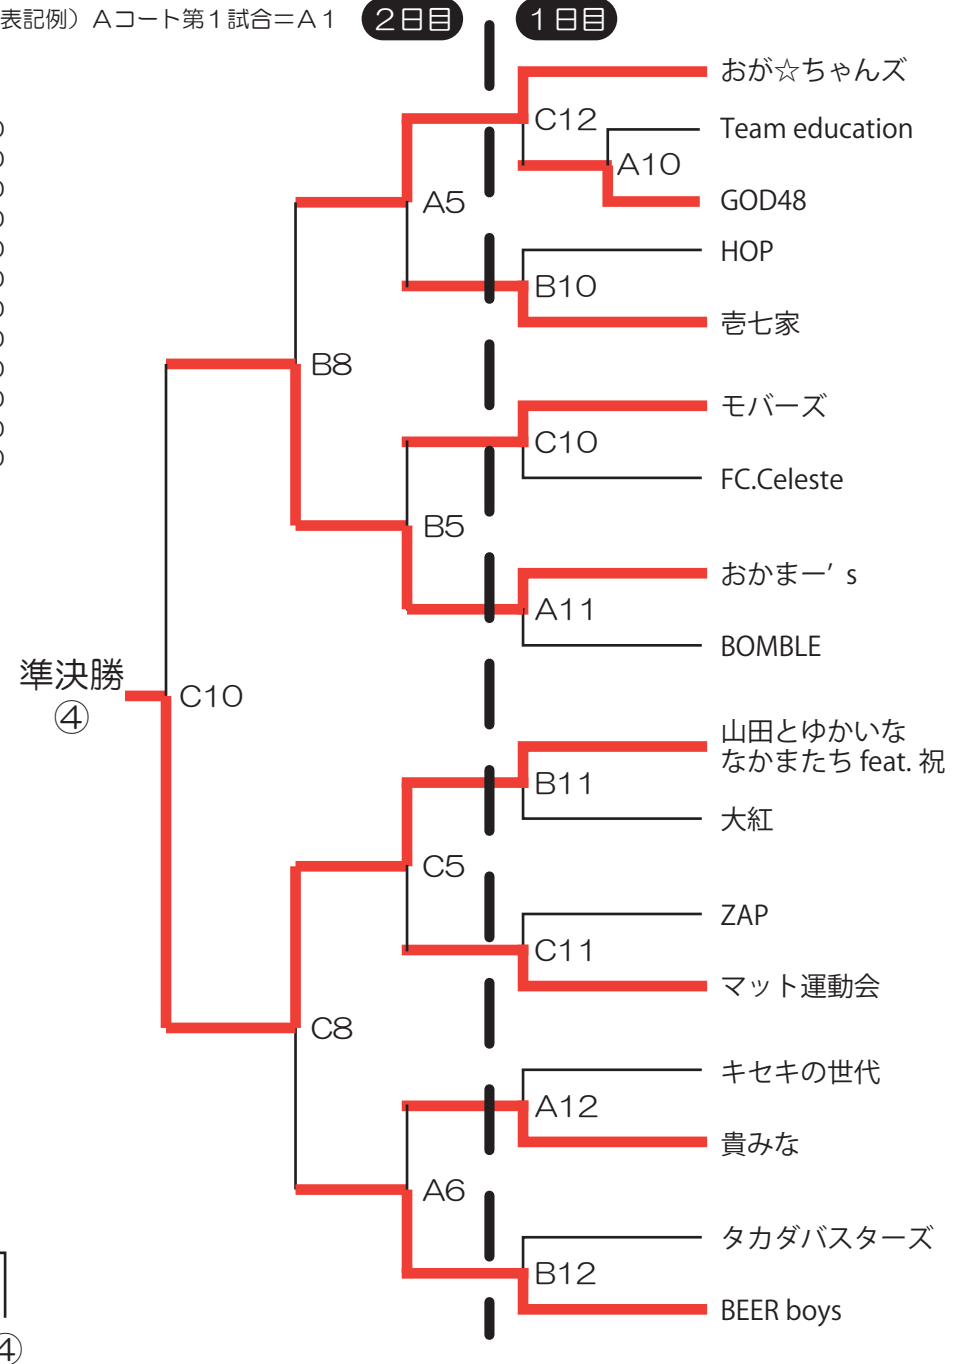 表記例）Aコート第1試合＝A1
2日目
1日目
おが☆ちゃんズ
C12
Team education
A10
GOD48
A5
HOP
B10
壱七家
B8
モバーズ
C10
FC.Celeste
B5
おかまー’s
A11
BOMBLE
準決勝
④
C10
山田とゆかいな
なかまたち feat. 祝
B11
大紅
C5
ZAP
C11
マット運動会
C8
キセキの世代
A12
貴みな
A6
タカダバスターズ
B12
BEER boys
④